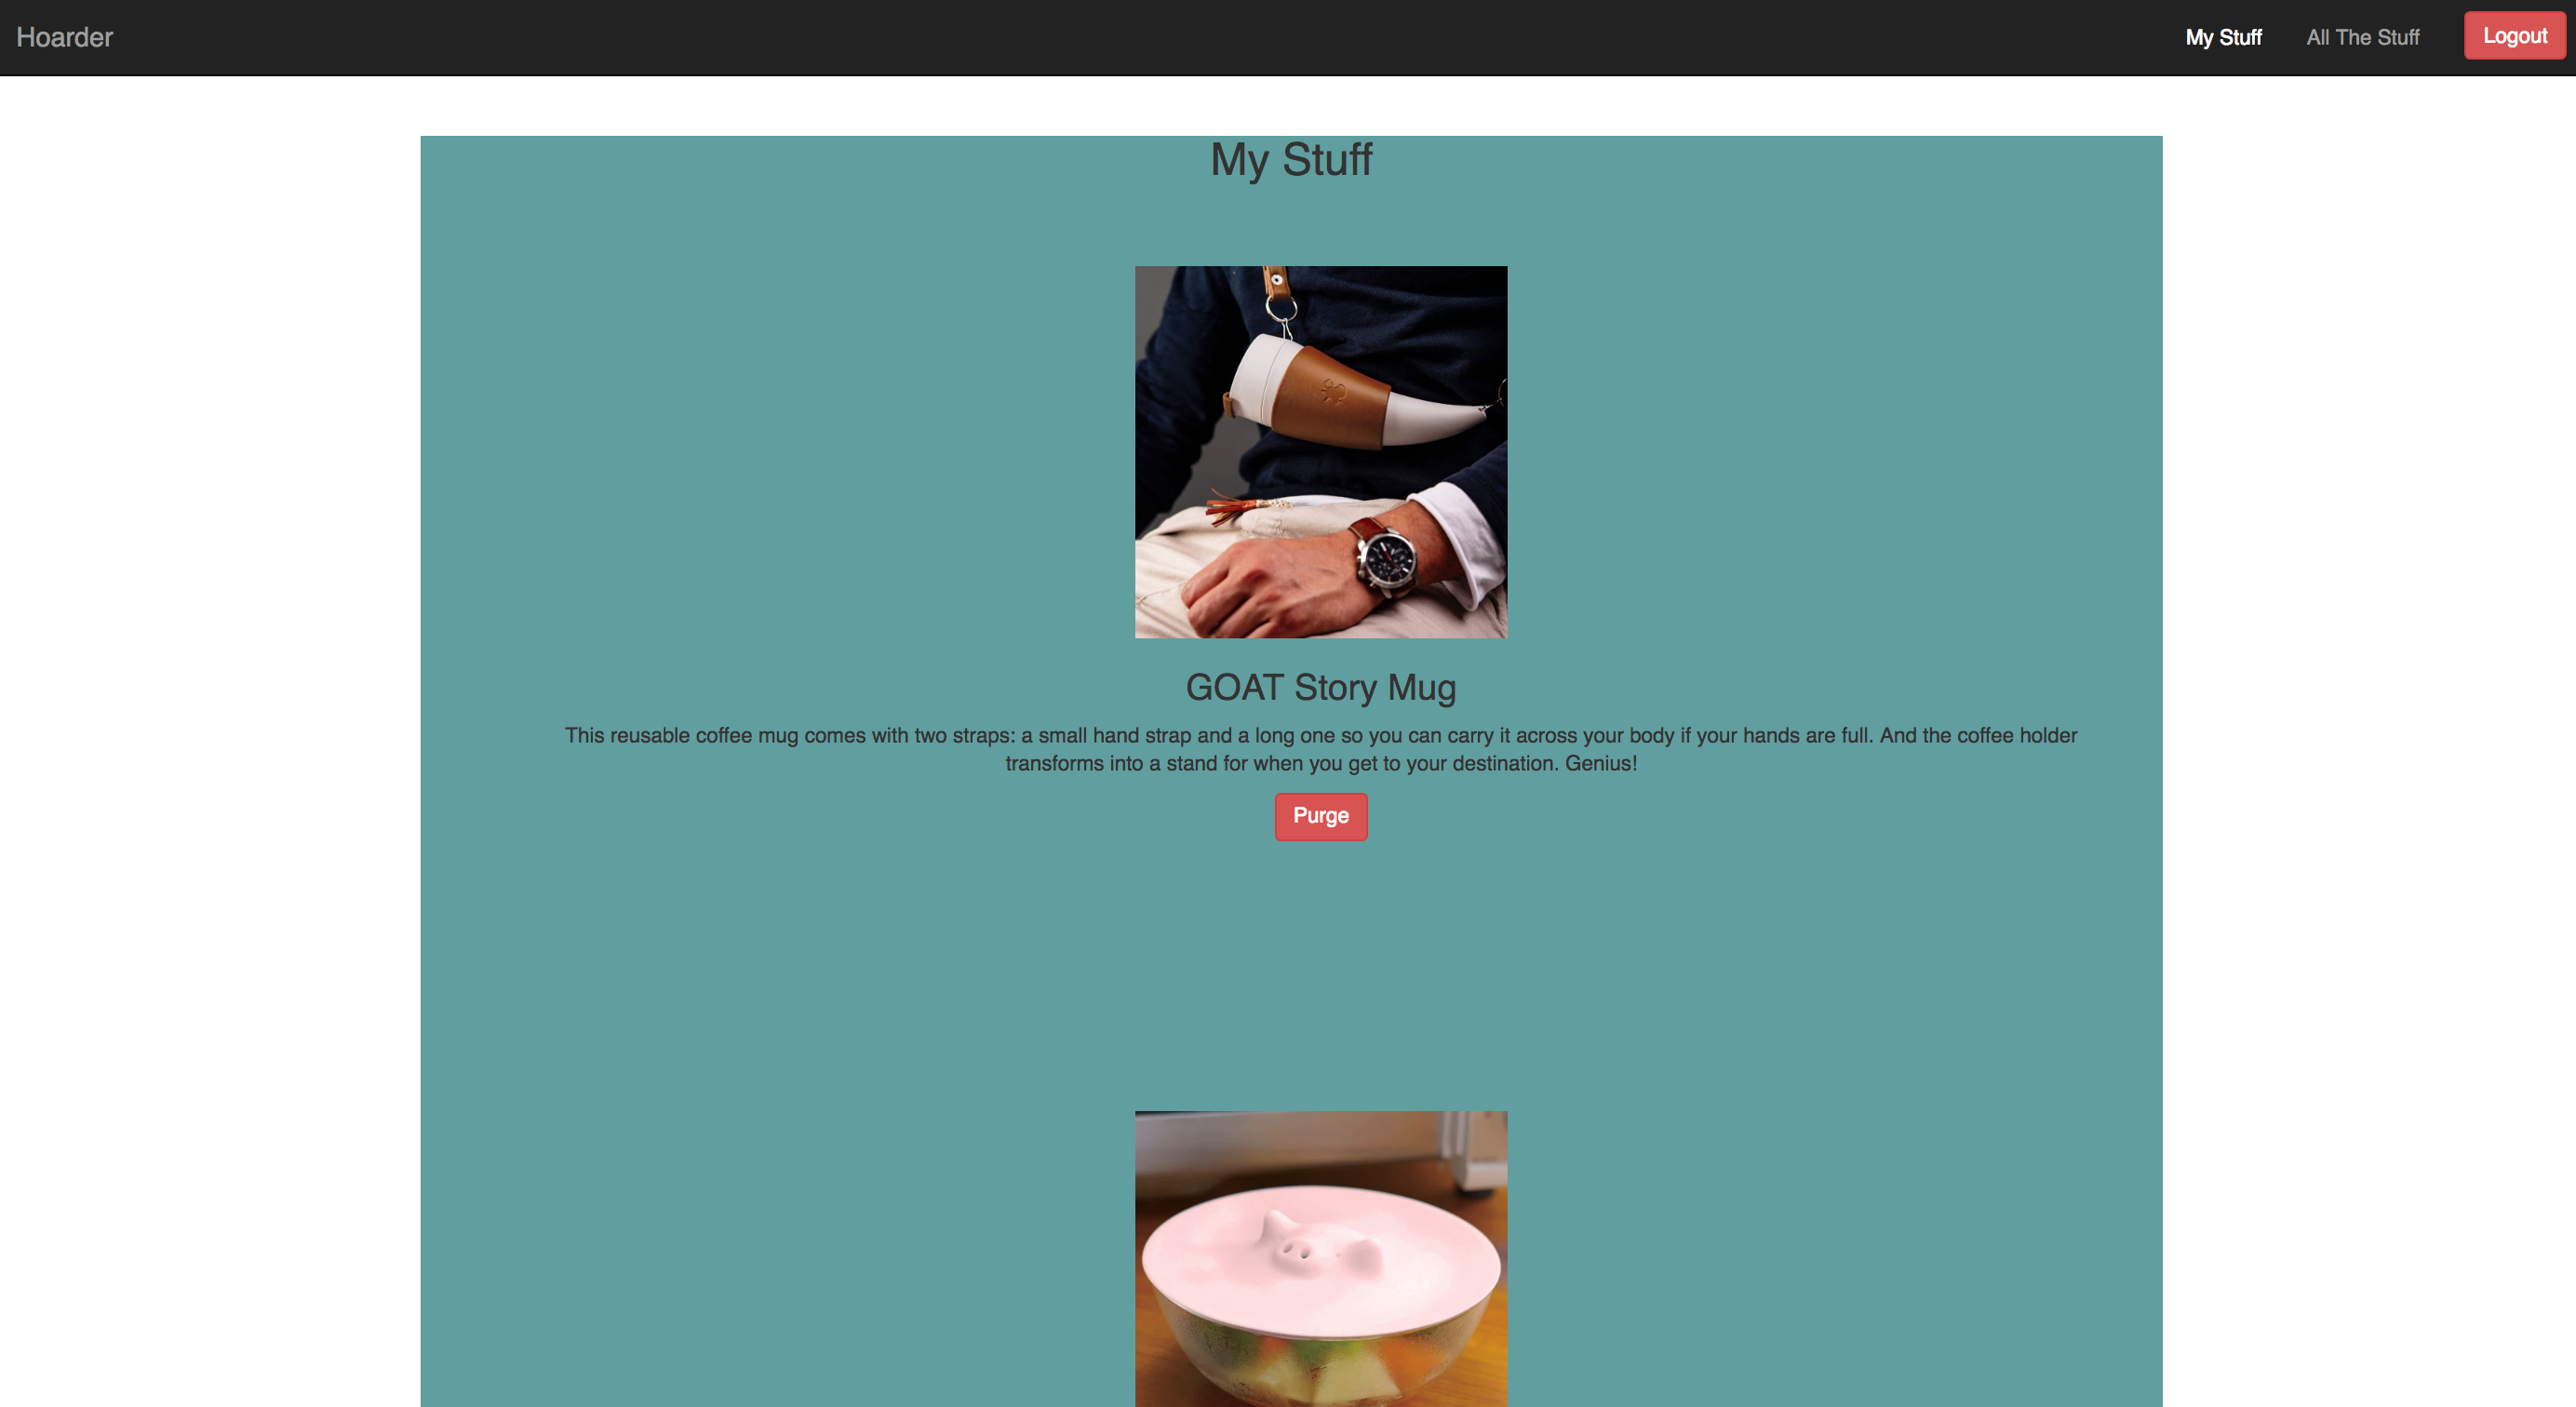 Hoarder
My Stuff
All The Stuff
Logout
My Stuff
GOAT Story Mug
This reusable coffee mug comes with two straps: a small hand strap and a long one so you can carry it across your body if your hands are full. And the coffee holder
transforms into a stand for when you get to your destination. Genius!
Purge